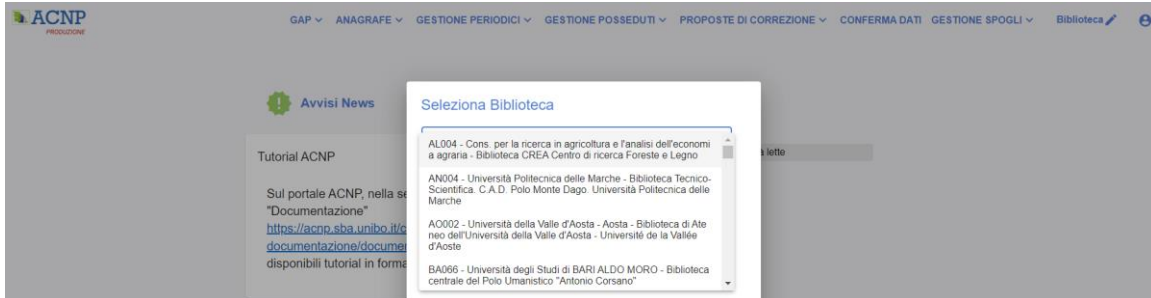 ACNP
PRODUZIONE
GAP ANAGRAFE GESTIONE PERIODICI GESTIONE POSSEDUTI PROPOSTE DI CORREZIONE CONFERMA DATI GESTIONE SPOGLI Biblioteca
Avvisi News
Seleziona Biblioteca
AL004 - Cons. per la ricerca in agricoltura e l'analisi dell'economi
a agraria - Biblioteca CREA Centro di ricerca Foreste e Legno
AN004 - Università Politecnica delle Marche - Biblioteca Tecnico-
Scientifica. C.A.D. Polo Monte Dago. Università Politecnica delle
Marche
AO002 - Università della Valle d'Aosta - Aosta - Biblioteca di Ate
neo dell'Università della Valle d'Aosta - Université de la Vallée
d'Aoste
BA066 - Università degli Studi di BARI ALDO MORO - Biblioteca
centrale del Polo Umanistico "Antonio Corsano"
Tutorial ACNP
Sul portale ACNP, nella se
"Documentazione"
https://acnp.sba.unibo.it/c
documentazione/documer
disponibili tutorial in forma
a lette